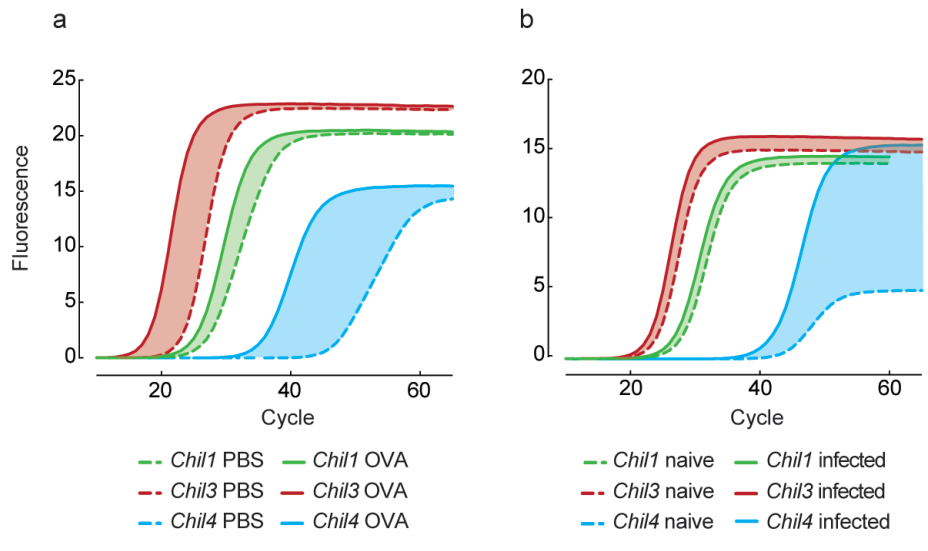 a
25
20
15
10
5
0
Fluorescence
20 40 60
Cycle
Chil1 PBS Chil1 OVA
Chil3 PBS Chil3 OVA
Chil4 PBS Chil4 OVA
b
20
15
10
5
0
20 40 60
Cycle
Chil1 naive Chil1 infected
Chil3 naive Chil3 infected
Chil4 naive Chil4 infected